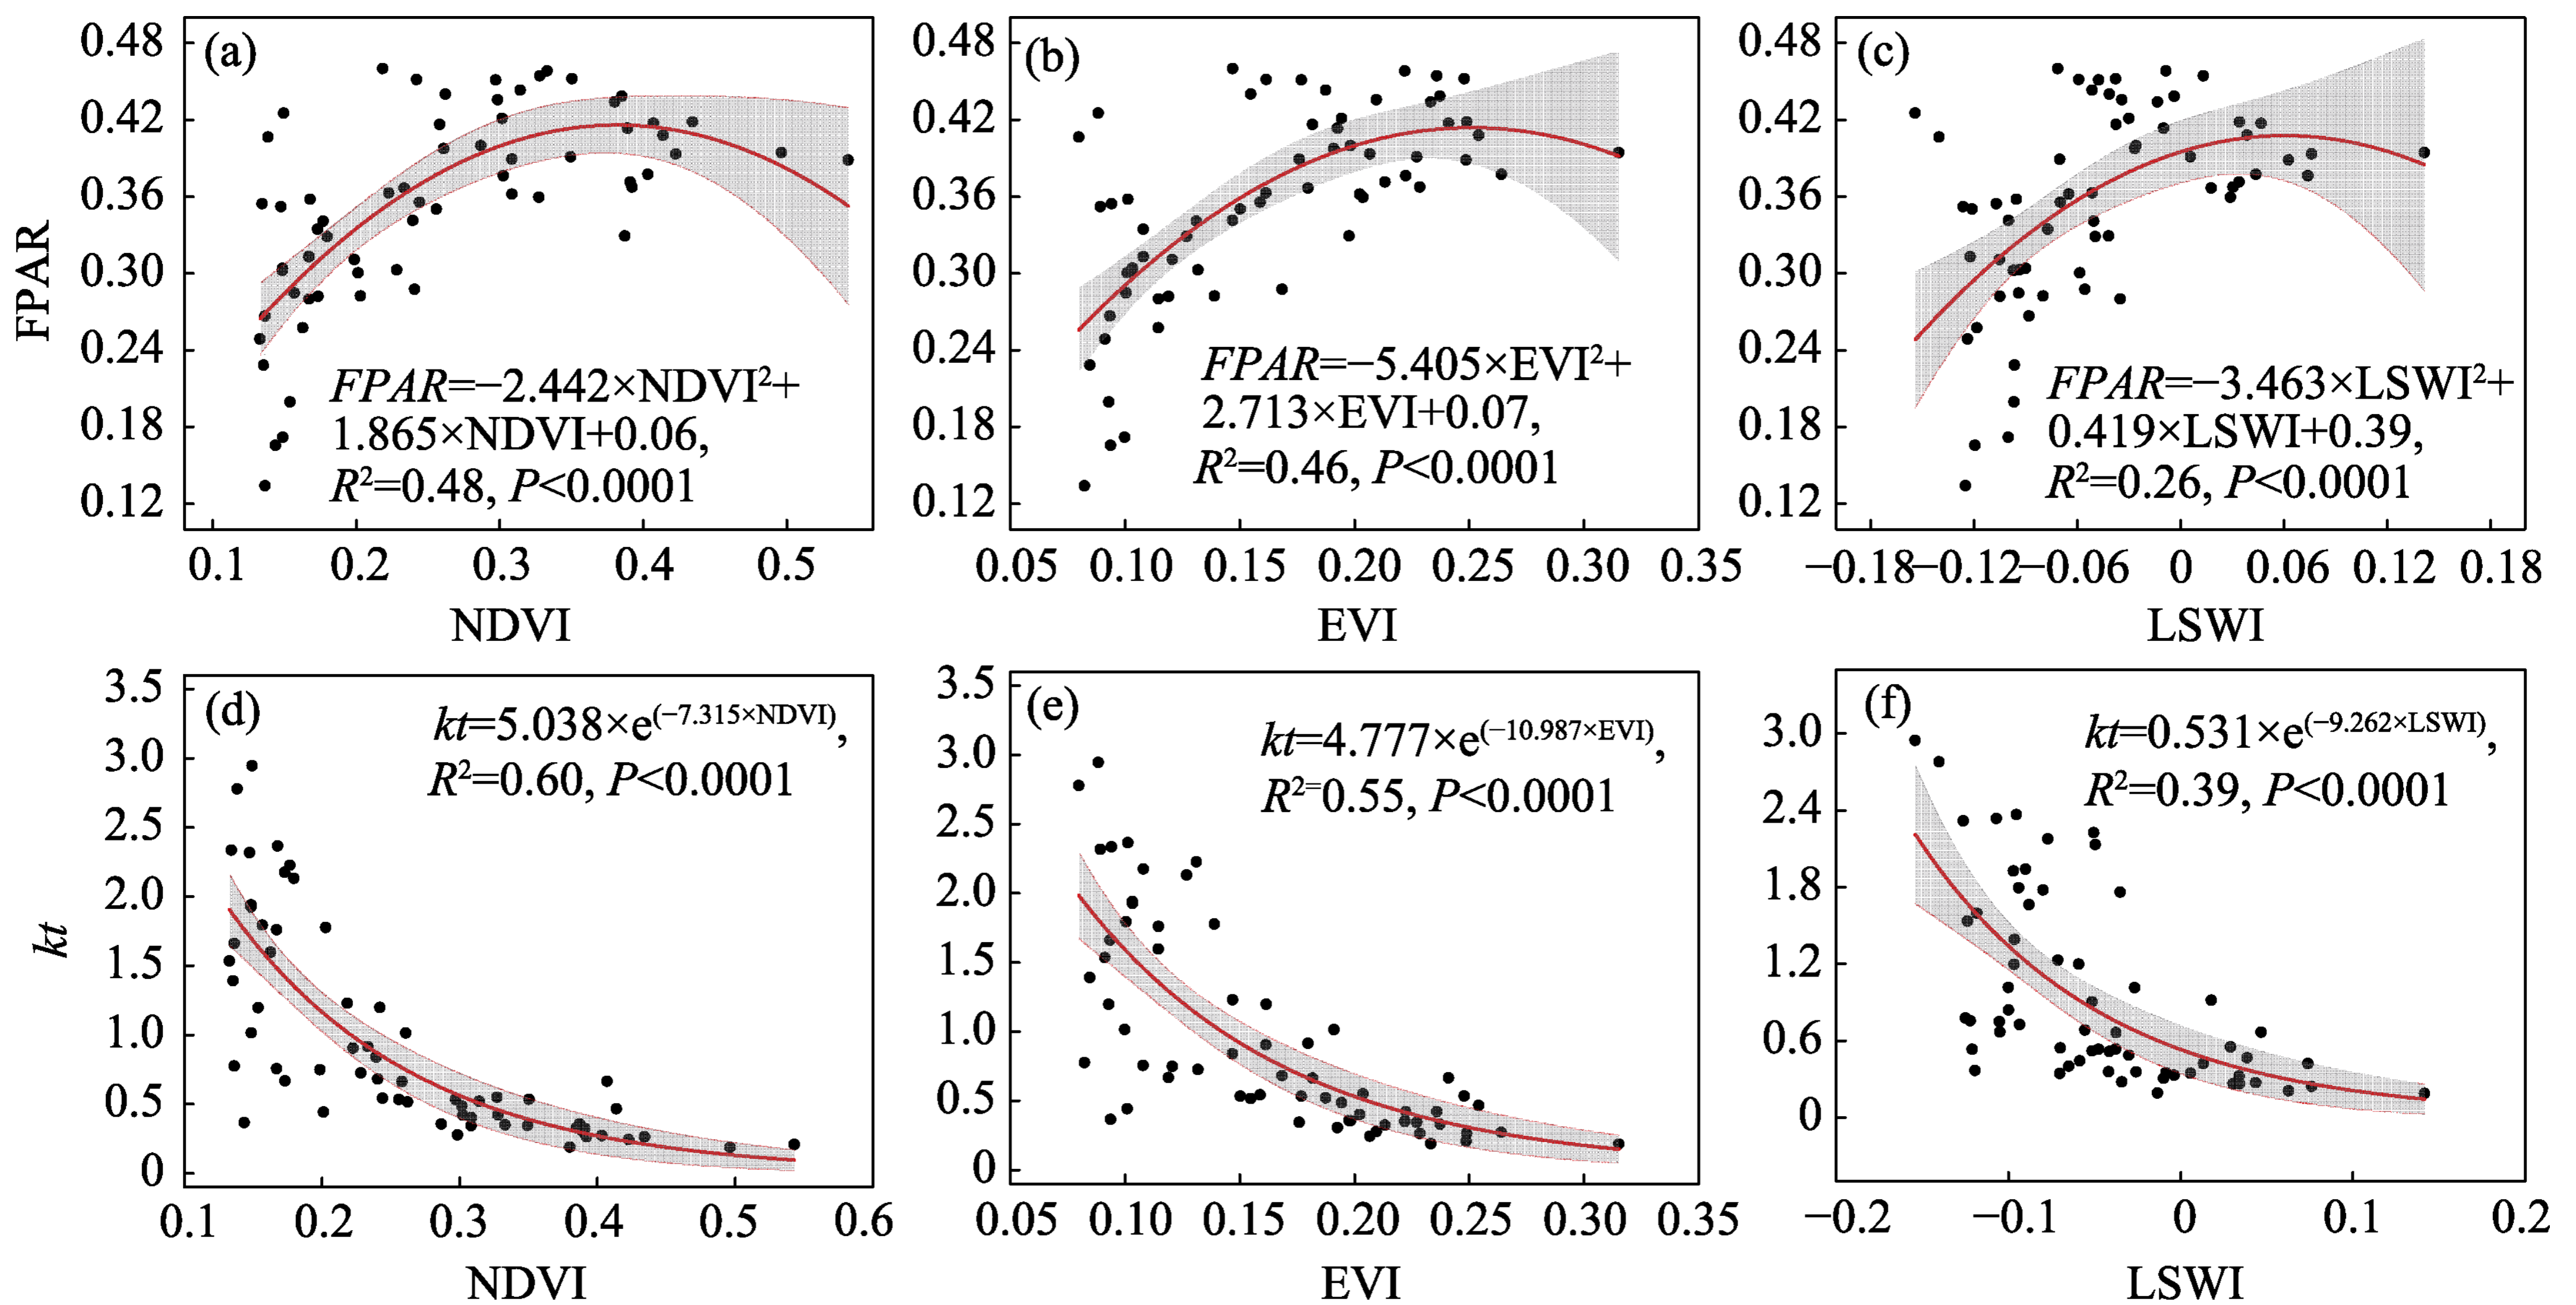 (a)
0.48
0.42
0.36
0.30
0.24
0.18
0.12
FPAR
FPAR=−2.442×NDVI²+
1.865×NDVI+0.06,
R²=0.48, P<0.0001
0.1 0.2 0.3 0.4 0.5
NDVI
(b)
0.48
0.42
0.36
0.30
0.24
0.18
0.12
FPAR=−5.405×EVI²+
2.713×EVI+0.07,
R²=0.46, P<0.0001
0.05 0.10 0.15 0.20 0.25 0.30 0.35
EVI
(c)
0.48
0.42
0.36
0.30
0.24
0.18
0.12
FPAR=−3.463×LSWI²+
0.419×LSWI+0.39,
R²=0.26, P<0.0001
−0.18 −0.12 −0.06 0 0.06 0.12 0.18
LSWI
(d)
3.5
3.0
2.5
2.0
1.5
1.0
0.5
0
kt
kt=5.038×e(−7.315×NDVI),
R²=0.60, P<0.0001
0.1 0.2 0.3 0.4 0.5 0.6
NDVI
(e)
3.5
3.0
2.5
2.0
1.5
1.0
0.5
0
kt=4.777×e(−10.987×EVI),
R²⁼0.55, P<0.0001
0.05 0.10 0.15 0.20 0.25 0.30 0.35
EVI
(f)
3.0
2.4
1.8
1.2
0.6
0
kt=0.531×e(−9.262×LSWI),
R²=0.39, P<0.0001
−0.2 −0.1 0 0.1 0.2
LSWI